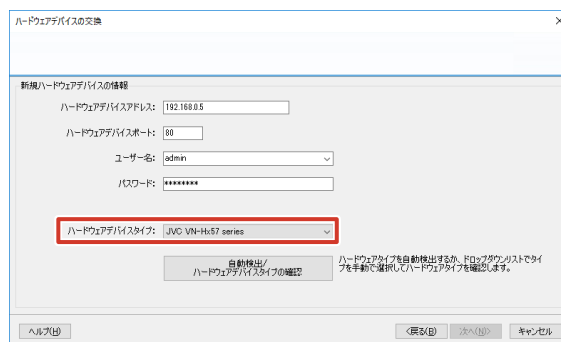 ハードウェアデバイスの交換
新規ハードウェアデバイスの情報
ハードウェアデバイスアドレス: 192.168.0.5
ハードウェアデバイスポート: 80
ユーザー名: admin
パスワード: ********
ハードウェアデバイスタイプ: JVC VN-Hx57 series
自動検出/
ハードウェアデバイスタイプの確認
ハードウェアタイプを自動検出するか、ドロップダウンリストでタイ
プを手動で選択してハードウェアタイプを確認します。
ヘルプ(H) <戻る(B) 次へ(N)> キャンセル